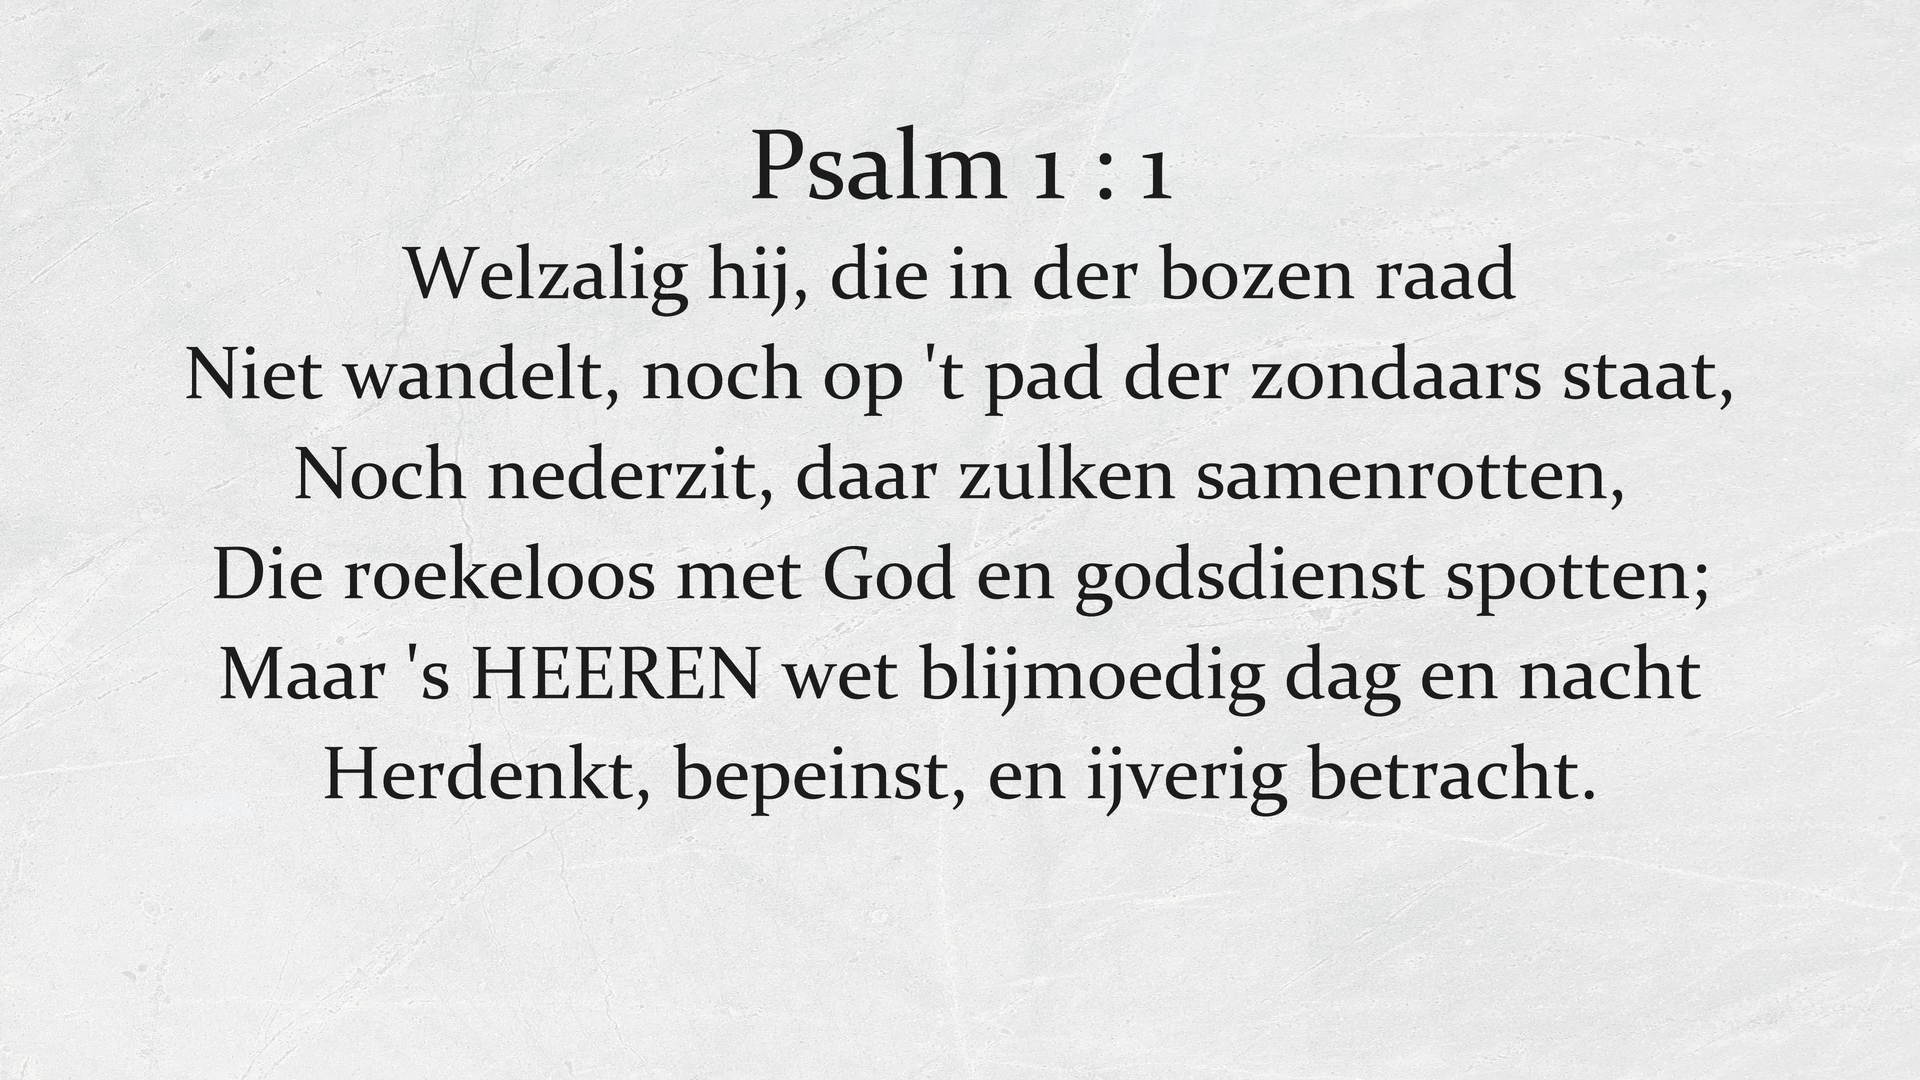 Psalm 1 : 1
Welzalig hij, die in der bozen raad
Niet wandelt, noch op 't pad der zondaars staat,
Noch nederzit, daar zulken samenrotten,
Die roekeloos met God en godsdienst spotten;
Maar 's HEEREN wet blijmoedig dag en nacht
Herdenkt, bepeinst, en ijverig betracht.